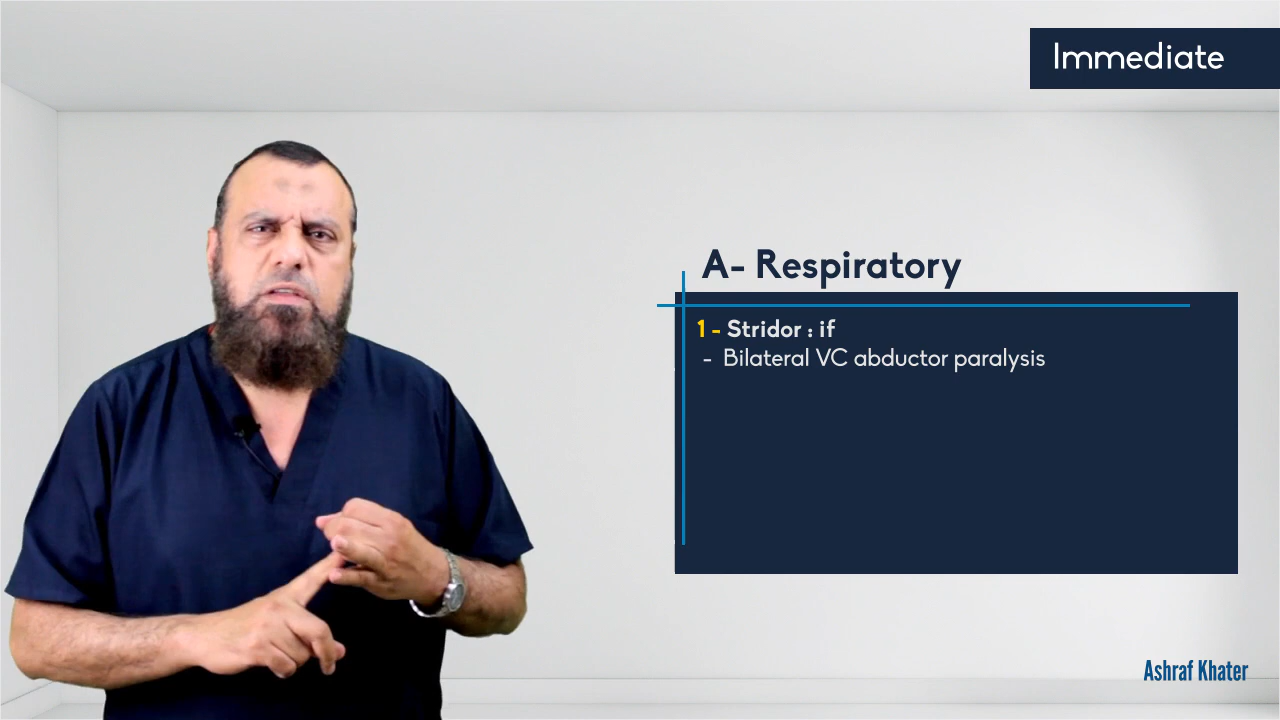 Immediate
A- Respiratory
1 - Stridor : if
- Bilateral VC abductor paralysis
Ashraf Khater